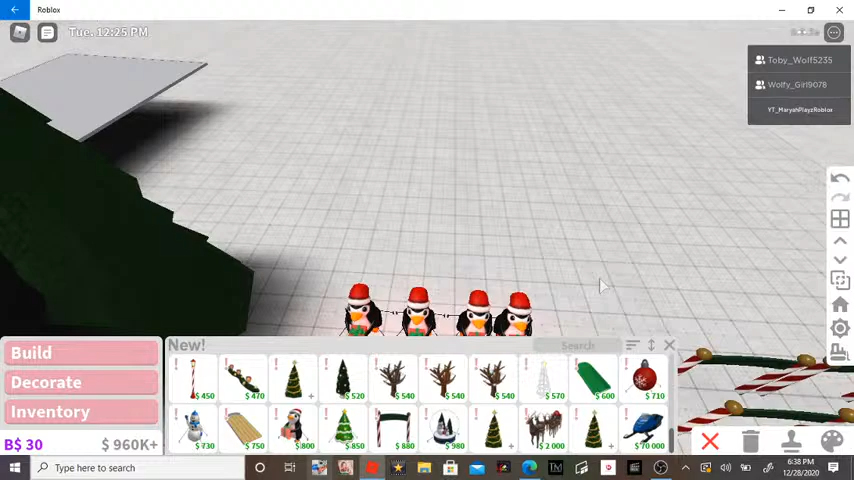 Roblox
Tue. 12:25 PM
Toby_Wolf5235
Wolfy_Girl9078
YT_MaryahPlayzRoblox
New!
Search
Build
Decorate
Inventory
B$ 30
$ 960K+
$ 450
$ 470
$ 520
$ 540
$ 540
$ 540
$ 570
$ 600
$ 710
$ 730
$ 750
$ 800
$ 850
$ 880
$ 980
$ 2 000
$ 70 000
Type here to search
TM
6:38 PM
12/28/2020